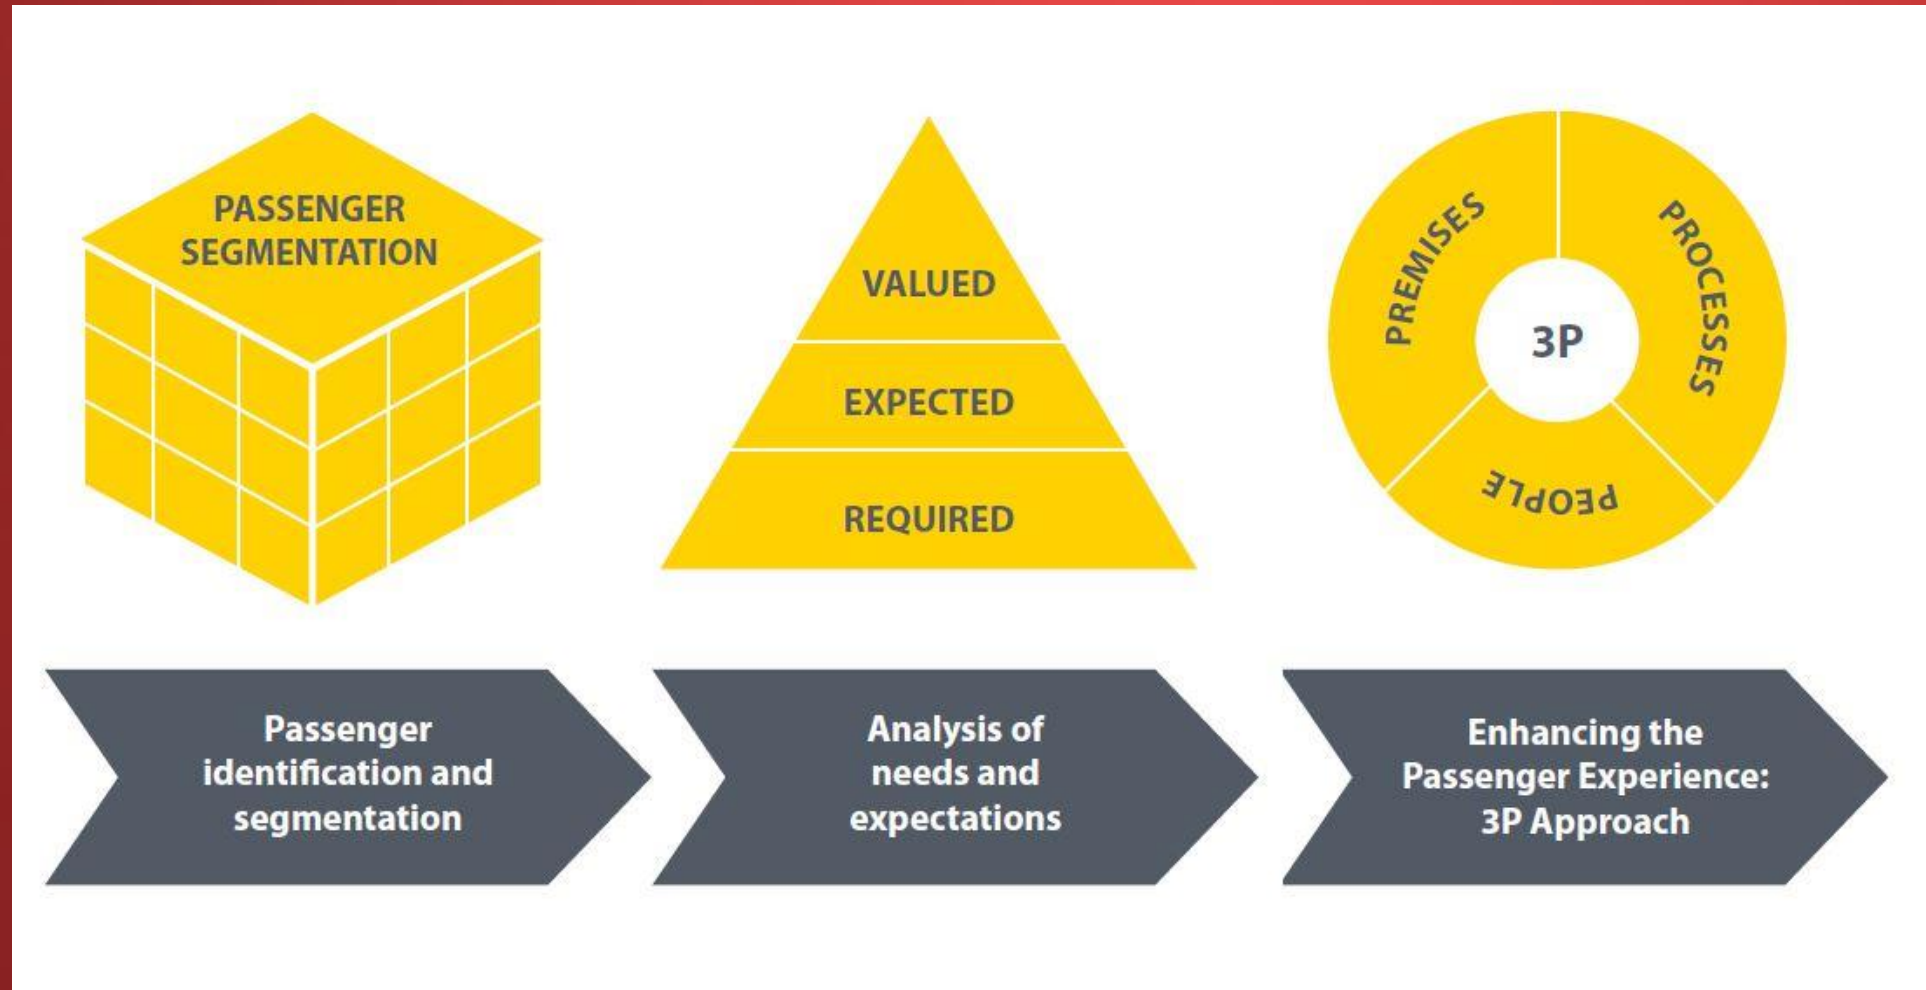 PASSENGER
SEGMENTATION
VALUED
EXPECTED
REQUIRED
PREMISES
PROCESSES
3P
PEOPLE
Passenger
identification and
segmentation
Analysis of
needs and
expectations
Enhancing the
Passenger Experience:
3P Approach